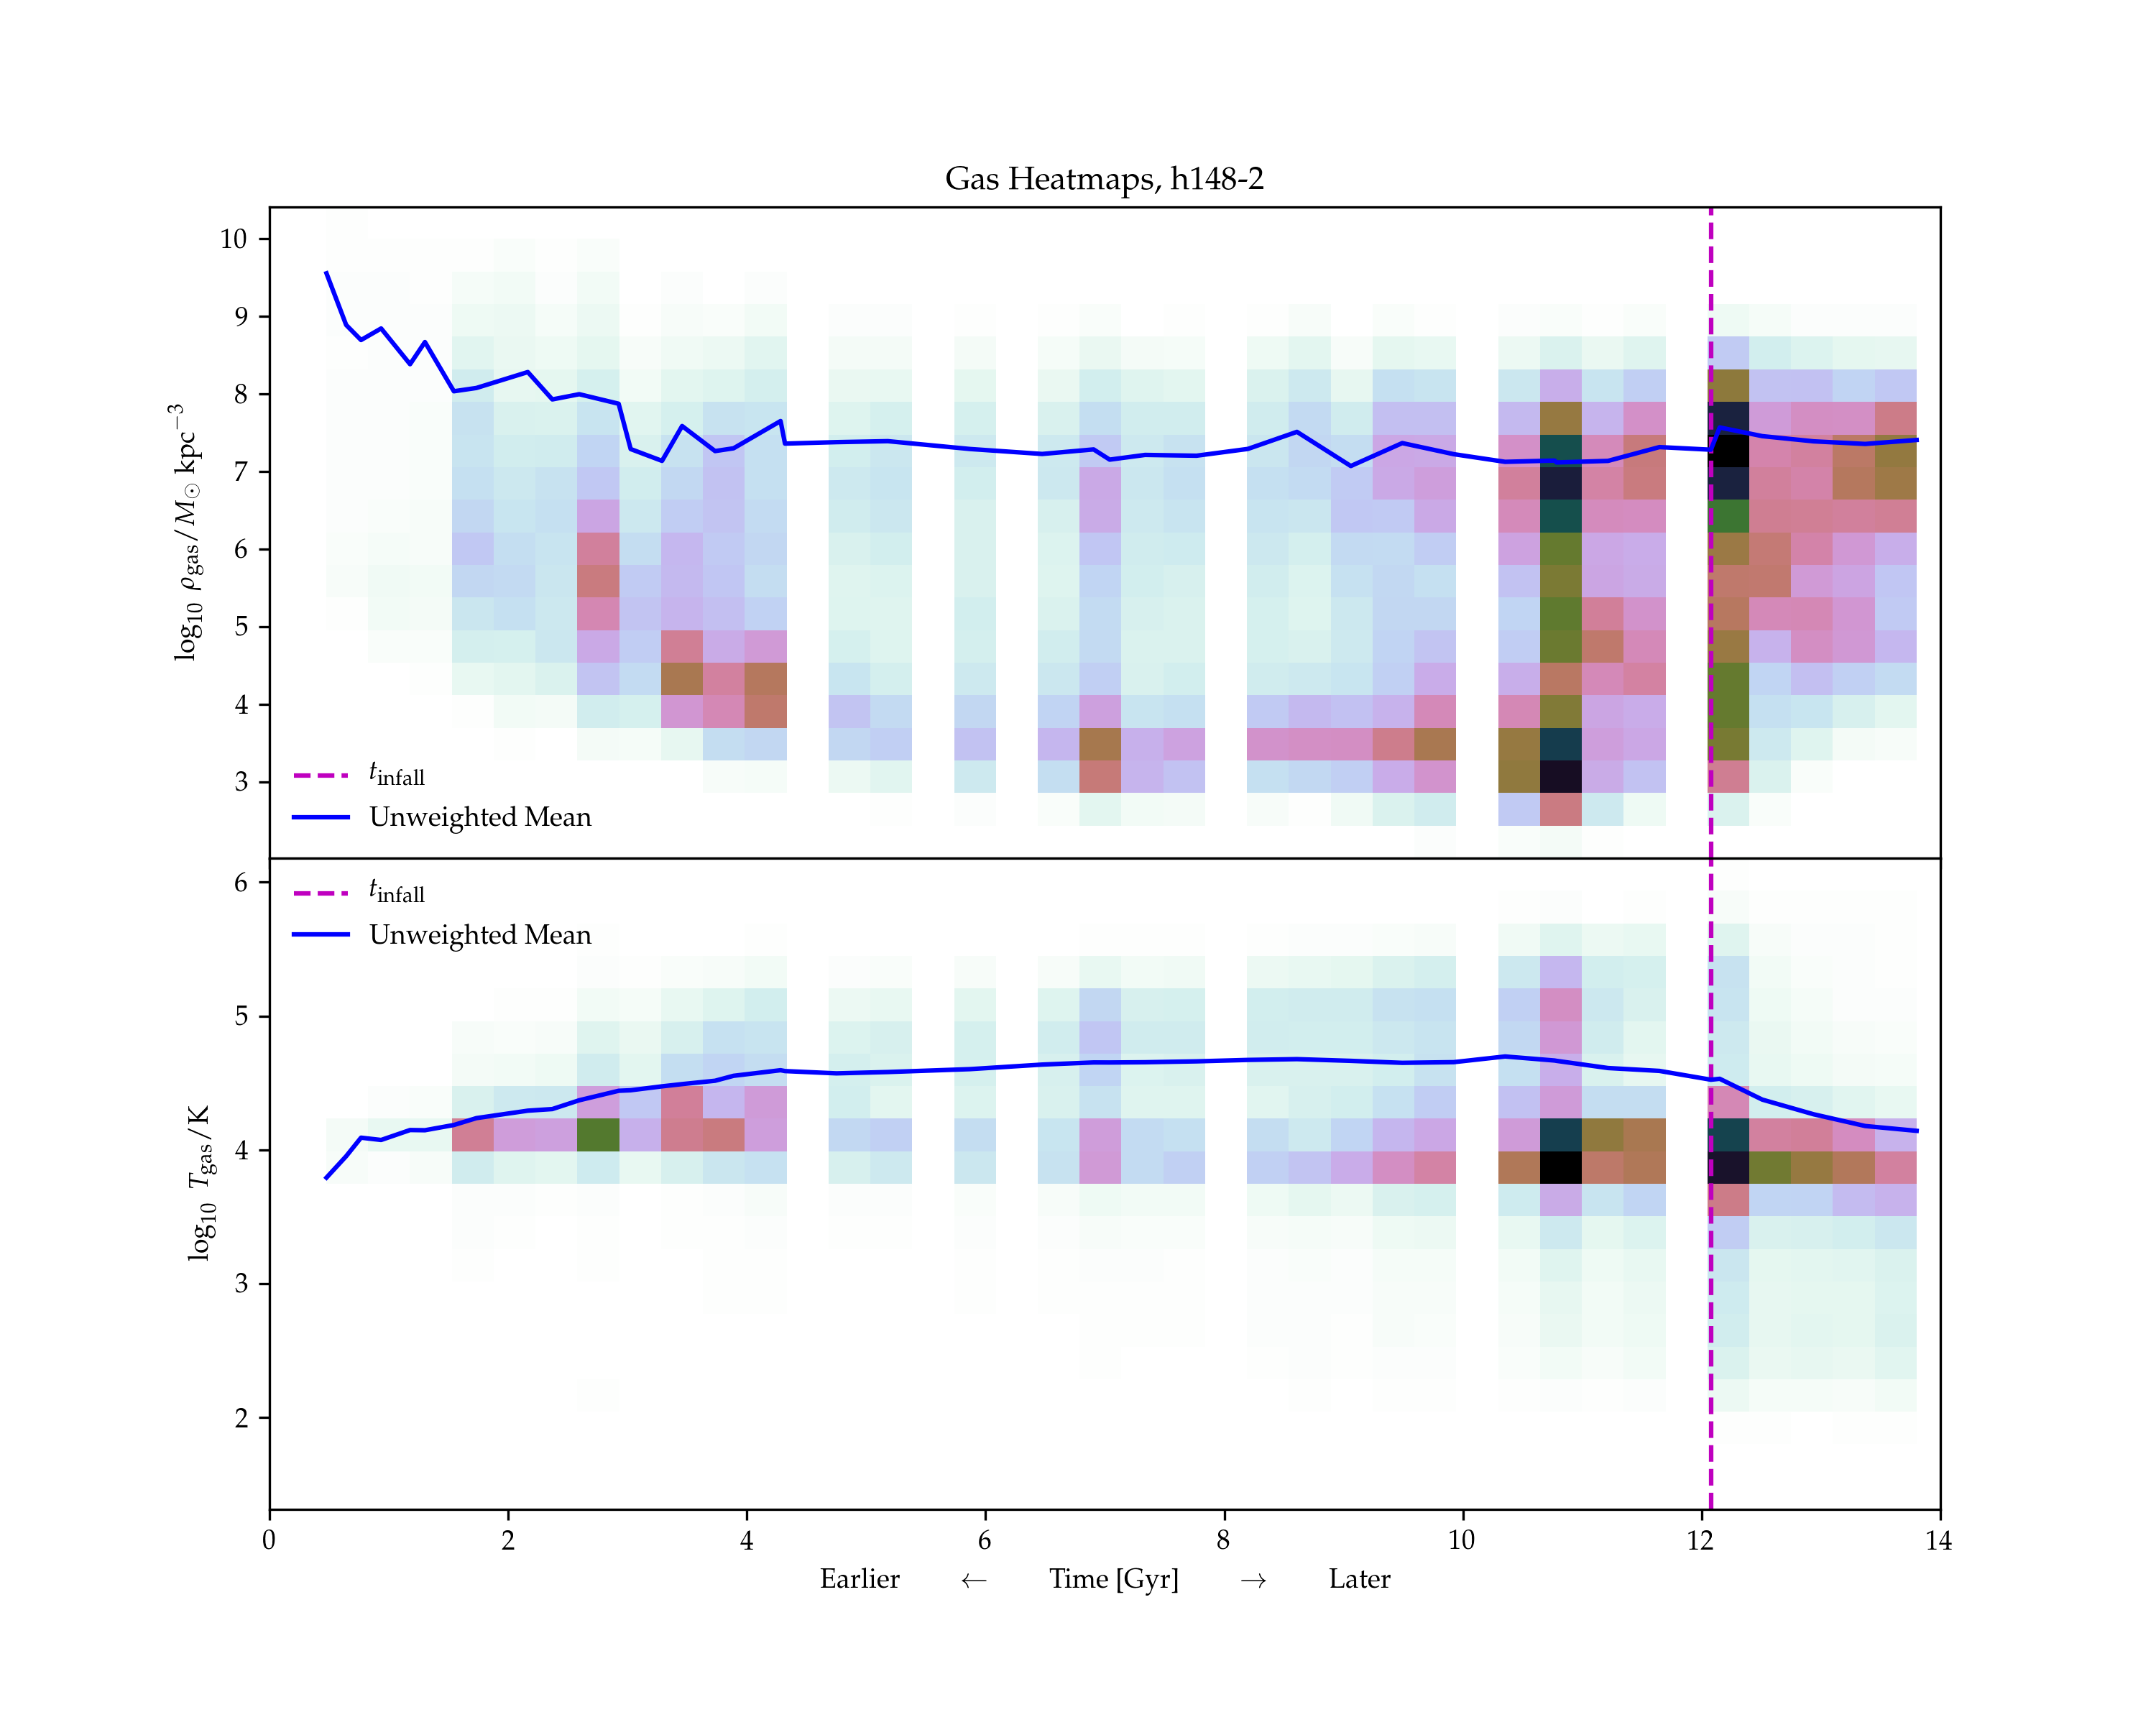 Gas Heatmaps, h148-2
10
9
8
7
6
5
4
3
log₁₀ ρgas/M⊙ kpc⁻³
tinfall
Unweighted Mean
6
5
4
3
2
log₁₀ Tgas/K
tinfall
Unweighted Mean
0 2 4 6 8 10 12 14
Earlier ← Time [Gyr] → Later